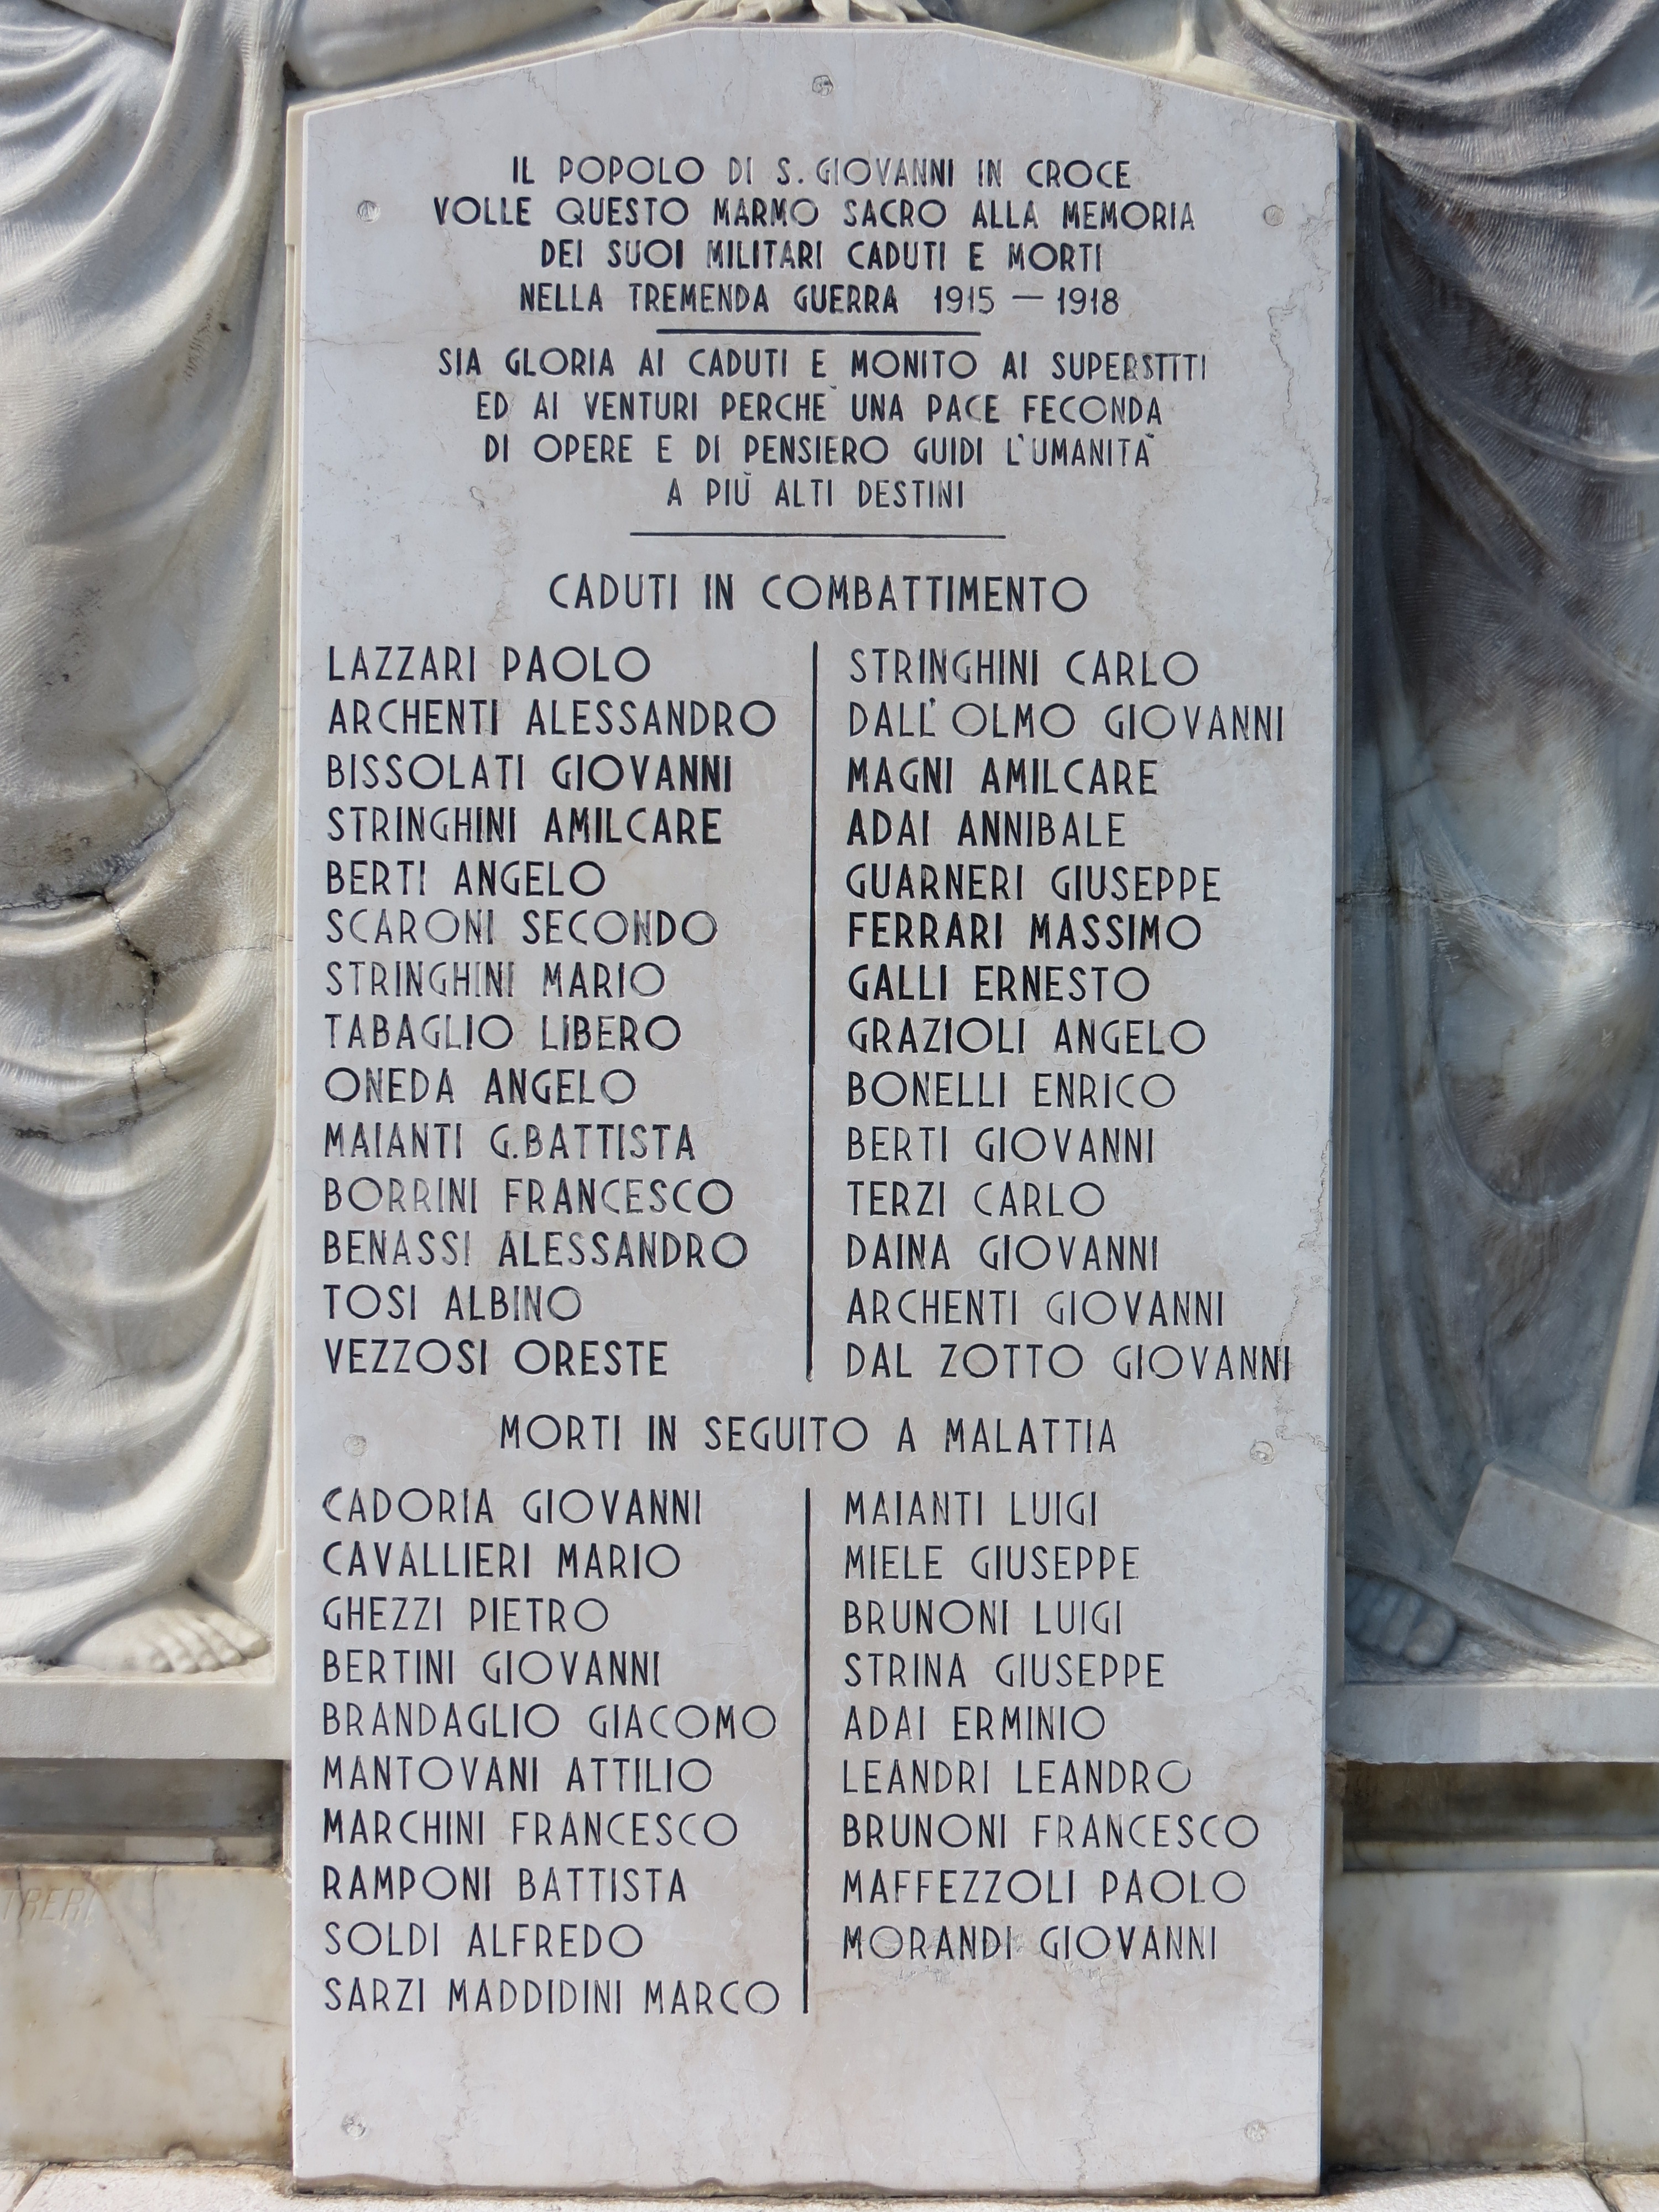 IL POPOLO DI S. GIOVANNI IN CROCE
VOLLE QUESTO MARMO SACRO ALLA MEMORIA
DEI SUOI MILITARI CADUTI E MORTI
NELLA TREMENDA GUERRA 1915 — 1918
SIA GLORIA AI CADUTI E MONITO AI SUPERSTITI
ED AI VENTURI PERCHÈ UNA PACE FECONDA
DI OPERE E DI PENSIERO GUIDI L'UMANITÀ
A PIÙ ALTI DESTINI
CADUTI IN COMBATTIMENTO
LAZZARI PAOLO
ARCHENTI ALESSANDRO
BISSOLATI GIOVANNI
STRINGHINI AMILCARE
BERTI ANGELO
SCARONI SECONDO
STRINGHINI MARIO
TABAGLIO LIBERO
ONEDA ANGELO
MAIANTI G.BATTISTA
BORRINI FRANCESCO
BENASSI ALESSANDRO
TOSI ALBINO
VEZZOSI ORESTE
STRINGHINI CARLO
DALL'OLMO GIOVANNI
MAGNI AMILCARE
ADAI ANNIBALE
GUARNERI GIUSEPPE
FERRARI MASSIMO
GALLI ERNESTO
GRAZIOLI ANGELO
BONELLI ENRICO
BERTI GIOVANNI
TERZI CARLO
DAINA GIOVANNI
ARCHENTI GIOVANNI
DAL ZOTTO GIOVANNI
MORTI IN SEGUITO A MALATTIA
CADORIA GIOVANNI
CAVALLIERI MARIO
GHEZZI PIETRO
BERTINI GIOVANNI
BRANDAGLIO GIACOMO
MANTOVANI ATTILIO
MARCHINI FRANCESCO
RAMPONI BATTISTA
SOLDI ALFREDO
SARZI MADDIDINI MARCO
MAIANTI LUIGI
MIELE GIUSEPPE
BRUNONI LUIGI
STRINA GIUSEPPE
ADAI ERMINIO
LEANDRI LEANDRO
BRUNONI FRANCESCO
MAFFEZZOLI PAOLO
MORANDI GIOVANNI